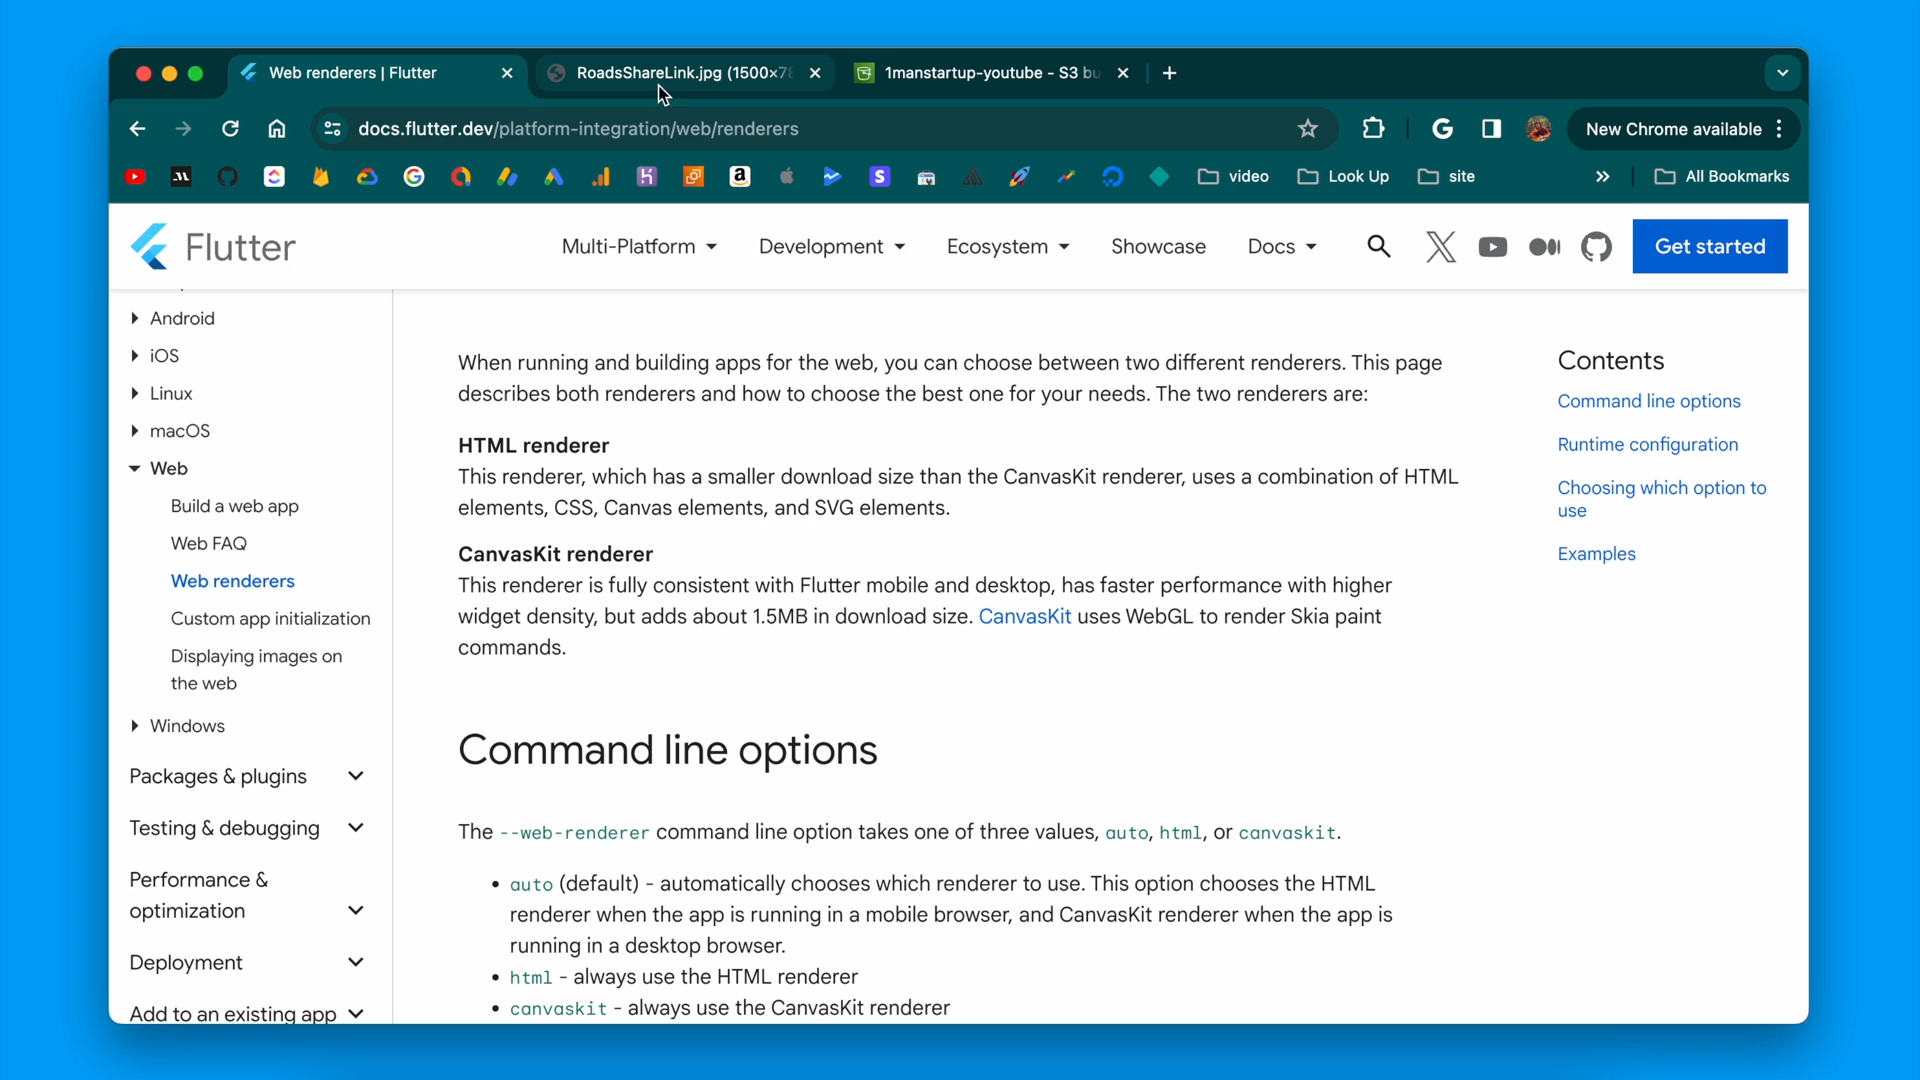 Web renderers | Flutter
RoadsShareLink.jpg (1500×78
1manstartup-youtube - S3 bu
docs.flutter.dev/platform-integration/web/renderers
New Chrome available
video
Look Up
site
All Bookmarks
Flutter
Multi-Platform
Development
Ecosystem
Showcase
Docs
Get started
Android
iOS
Linux
macOS
Web
Build a web app
Web FAQ
Web renderers
Custom app initialization
Displaying images on
the web
Windows
Packages & plugins
Testing & debugging
Performance &
optimization
Deployment
Add to an existing app
When running and building apps for the web, you can choose between two different renderers. This page
describes both renderers and how to choose the best one for your needs. The two renderers are:
HTML renderer
This renderer, which has a smaller download size than the CanvasKit renderer, uses a combination of HTML
elements, CSS, Canvas elements, and SVG elements.
CanvasKit renderer
This renderer is fully consistent with Flutter mobile and desktop, has faster performance with higher
widget density, but adds about 1.5MB in download size. CanvasKit uses WebGL to render Skia paint
commands.
Command line options
The --web-renderer command line option takes one of three values, auto, html, or canvaskit.
• auto (default) - automatically chooses which renderer to use. This option chooses the HTML
renderer when the app is running in a mobile browser, and CanvasKit renderer when the app is
running in a desktop browser.
• html - always use the HTML renderer
• canvaskit - always use the CanvasKit renderer
Contents
Command line options
Runtime configuration
Choosing which option to
use
Examples